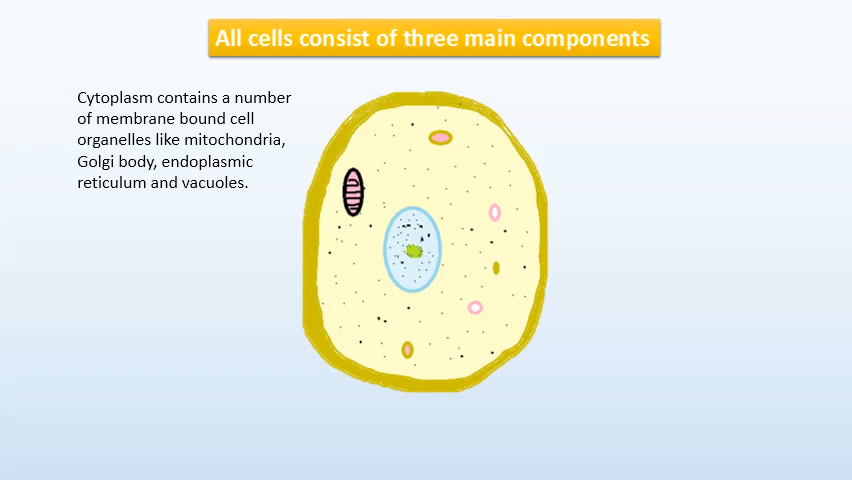 All cells consist of three main components
Cytoplasm contains a number
of membrane bound cell
organelles like mitochondria,
Golgi body, endoplasmic
reticulum and vacuoles.